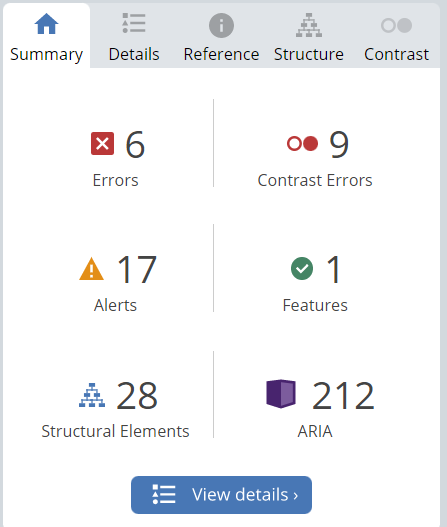 Summary Details Reference Structure Contrast
6 9
Errors Contrast Errors
17 1
Alerts Features
28 212
Structural Elements ARIA
View details ›